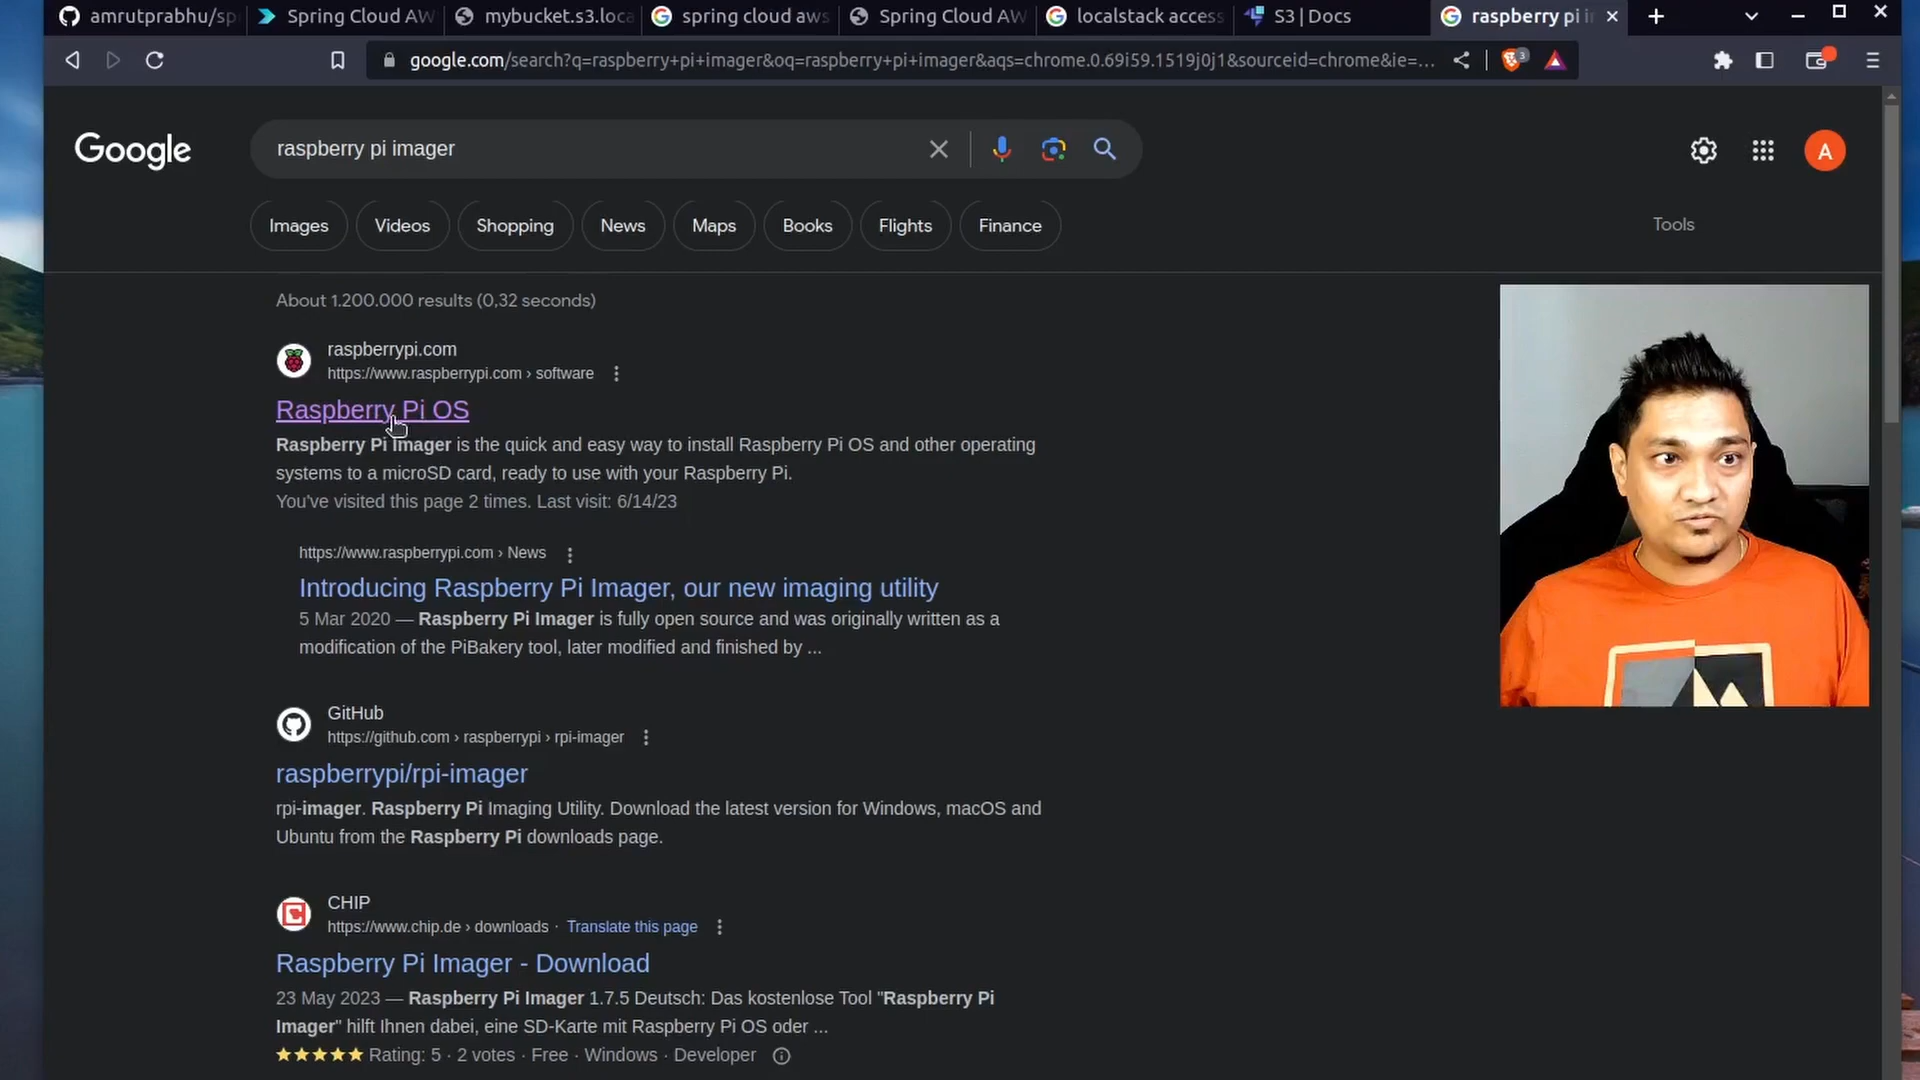 amrutprabhu/sp
Spring Cloud AW
mybucket.s3.loca
spring cloud aws
Spring Cloud AW
localstack access
S3 | Docs
raspberry pi i
google.com/search?q=raspberry+pi+imager&oq=raspberry+pi+imager&aqs=chrome.0.69i59.1519j0j1&sourceid=chrome&ie=...
3
Google
raspberry pi imager
A
Images
Videos
Shopping
News
Maps
Books
Flights
Finance
Tools
About 1.200.000 results (0,32 seconds)
raspberrypi.com
https://www.raspberrypi.com › software
Raspberry Pi OS
Raspberry Pi Imager is the quick and easy way to install Raspberry Pi OS and other operating
systems to a microSD card, ready to use with your Raspberry Pi.
You've visited this page 2 times. Last visit: 6/14/23
https://www.raspberrypi.com › News
Introducing Raspberry Pi Imager, our new imaging utility
5 Mar 2020 — Raspberry Pi Imager is fully open source and was originally written as a
modification of the PiBakery tool, later modified and finished by ...
GitHub
https://github.com › raspberrypi › rpi-imager
raspberrypi/rpi-imager
rpi-imager. Raspberry Pi Imaging Utility. Download the latest version for Windows, macOS and
Ubuntu from the Raspberry Pi downloads page.
CHIP
https://www.chip.de › downloads · Translate this page
Raspberry Pi Imager - Download
23 May 2023 — Raspberry Pi Imager 1.7.5 Deutsch: Das kostenlose Tool "Raspberry Pi
Imager" hilft Ihnen dabei, eine SD-Karte mit Raspberry Pi OS oder ...
★★★★★ Rating: 5 · 2 votes · Free · Windows · Developer